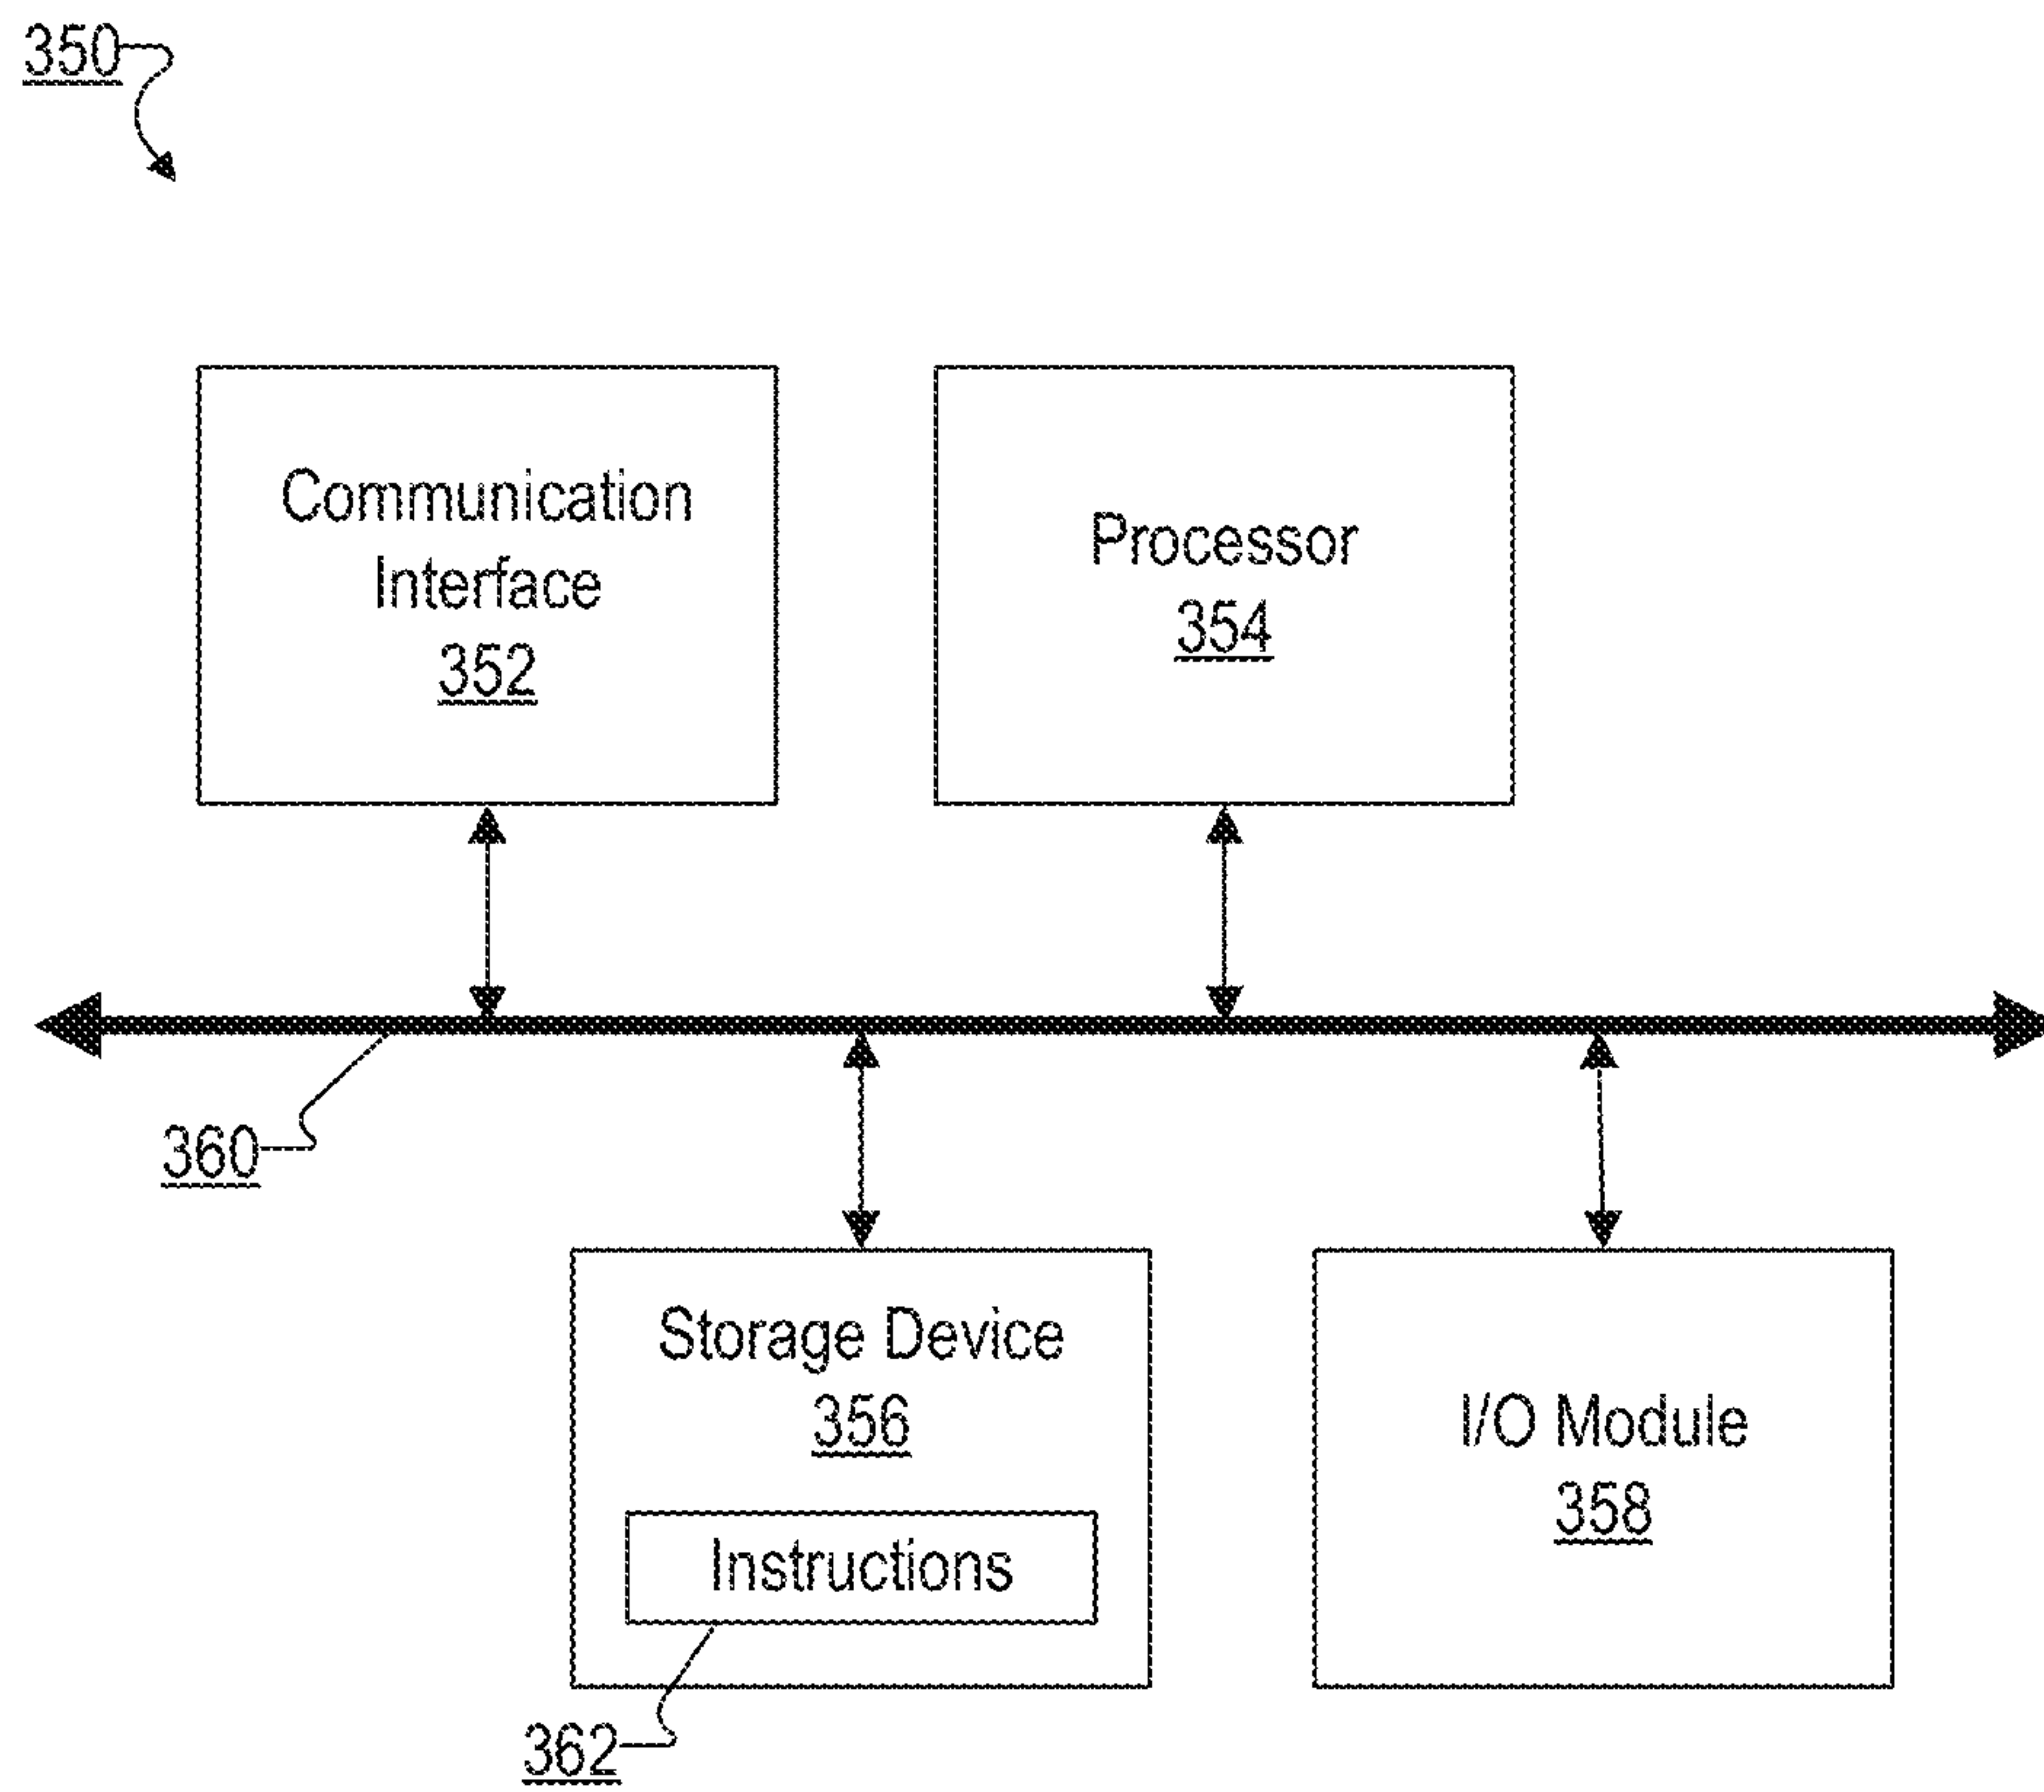 350
Communication
Interface
352
Processor
354
360
Storage Device
356
Instructions
362
I/O Module
358